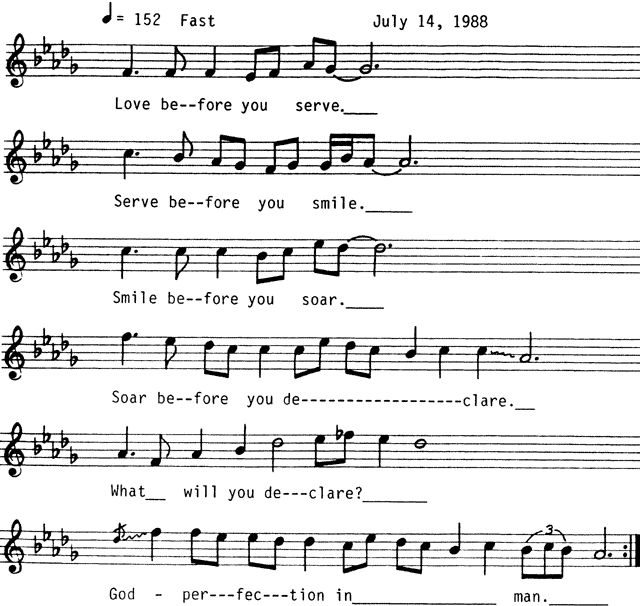 ♩= 152 Fast July 14, 1988
Love be--fore you serve.____
Serve be--fore you smile._____
Smile be--fore you soar.____
Soar be--fore you de------------------clare.__
What__ will you de---clare?_______
3
God - per---fec---tion in________________ man.______